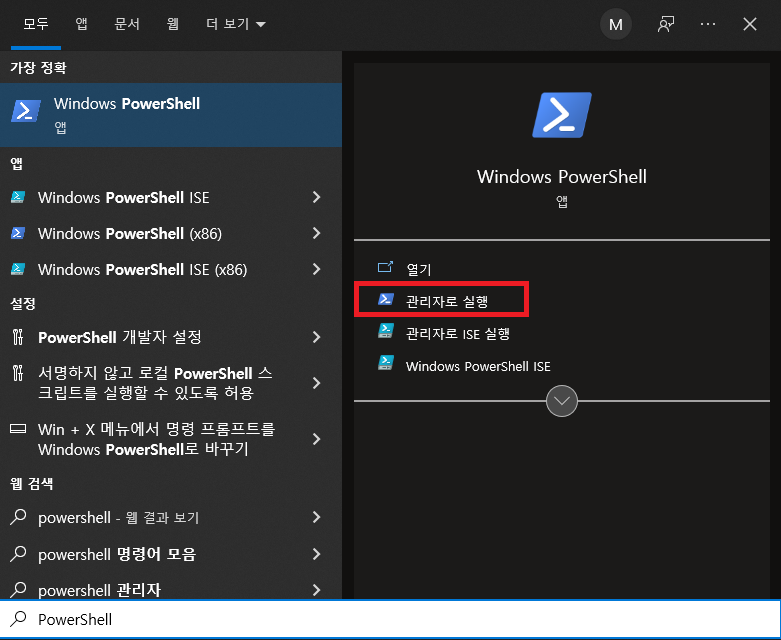 모두 앱 문서 웹 더 보기
M
가장 정확
Windows PowerShell
앱
앱
Windows PowerShell ISE
Windows PowerShell (x86)
Windows PowerShell ISE (x86)
설정
PowerShell 개발자 설정
서명하지 않고 로컬 PowerShell 스
크립트를 실행할 수 있도록 허용
Win + X 메뉴에서 명령 프롬프트를
Windows PowerShell로 바꾸기
웹 검색
powershell - 웹 결과 보기
powershell 명령어 모음
powershell 관리자
PowerShell
Windows PowerShell
앱
열기
관리자로 실행
관리자로 ISE 실행
Windows PowerShell ISE